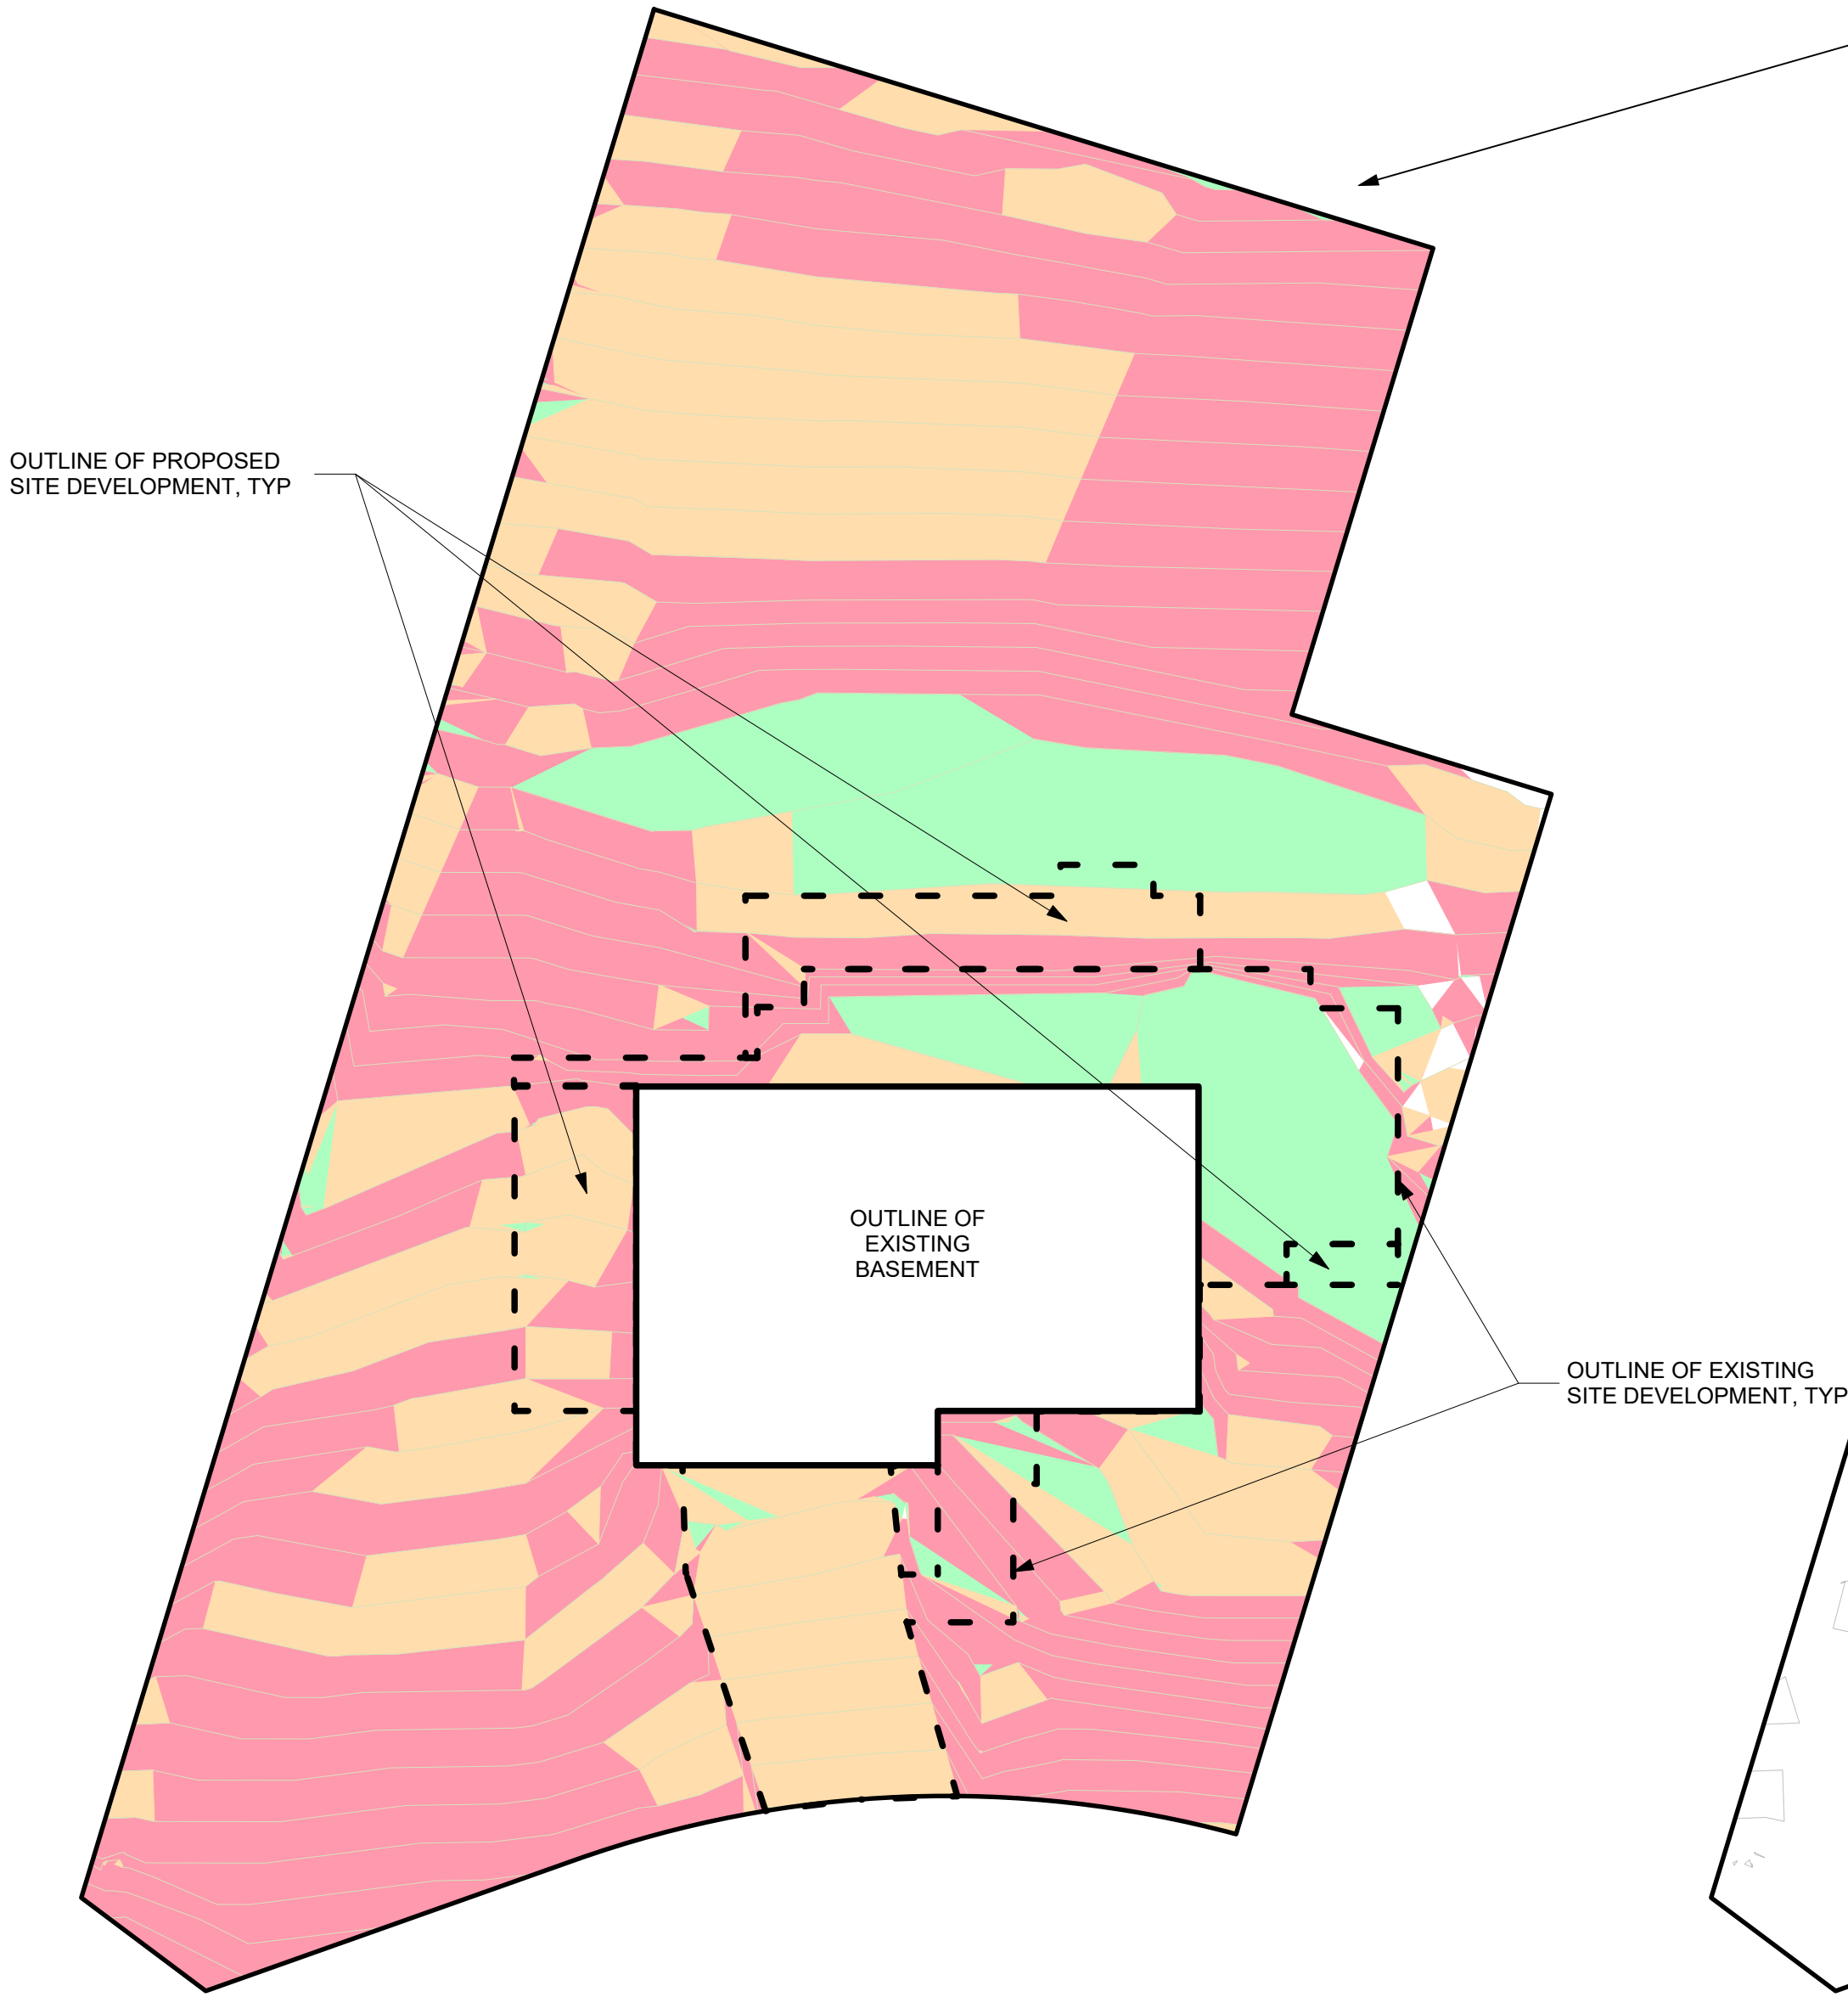 OUTLINE OF PROPOSED
SITE DEVELOPMENT, TYP
OUTLINE OF
EXISTING
BASEMENT
OUTLINE OF EXISTING
SITE DEVELOPMENT, TYP